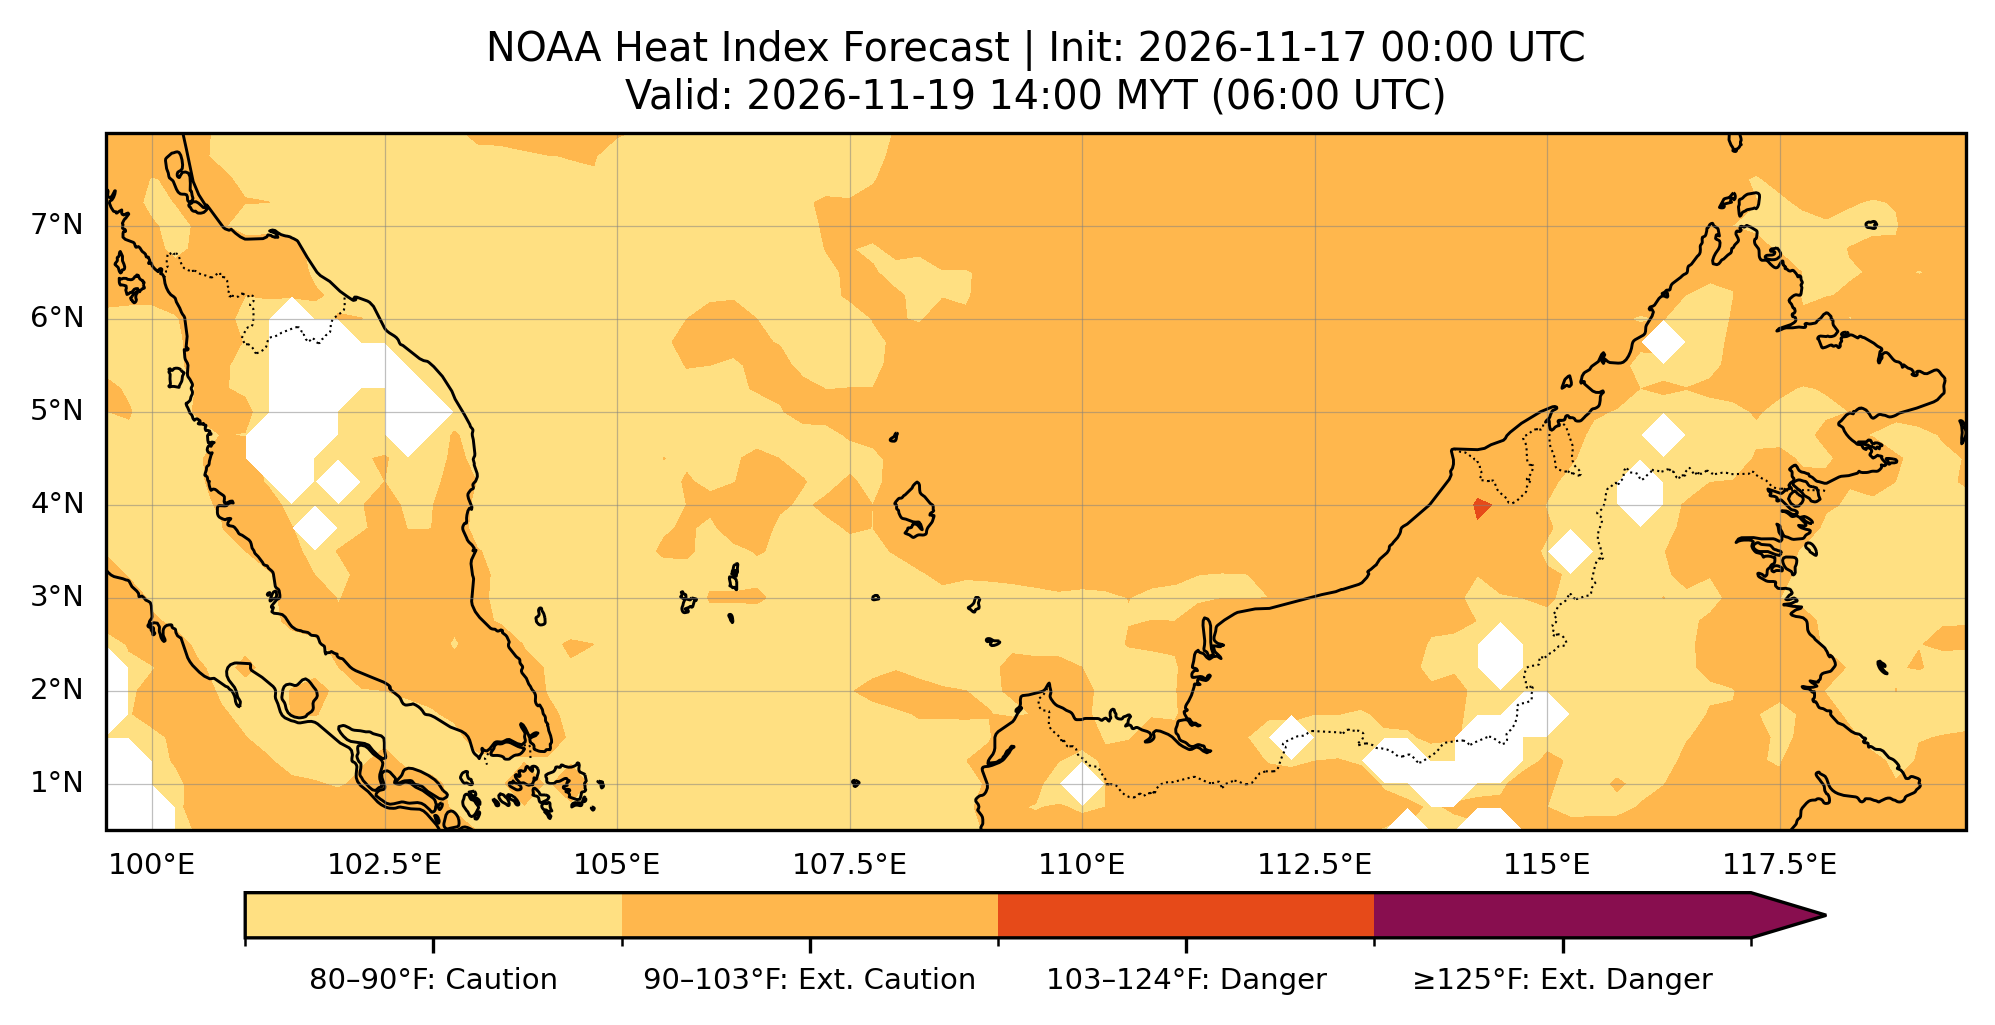 NOAA Heat Index Forecast | Init: 2026-11-17 00:00 UTC
Valid: 2026-11-19 14:00 MYT (06:00 UTC)
7°N
6°N
5°N
4°N
3°N
2°N
1°N
100°E
102.5°E
105°E
107.5°E
110°E
112.5°E
115°E
117.5°E
80–90°F: Caution
90–103°F: Ext. Caution
103–124°F: Danger
≥125°F: Ext. Danger